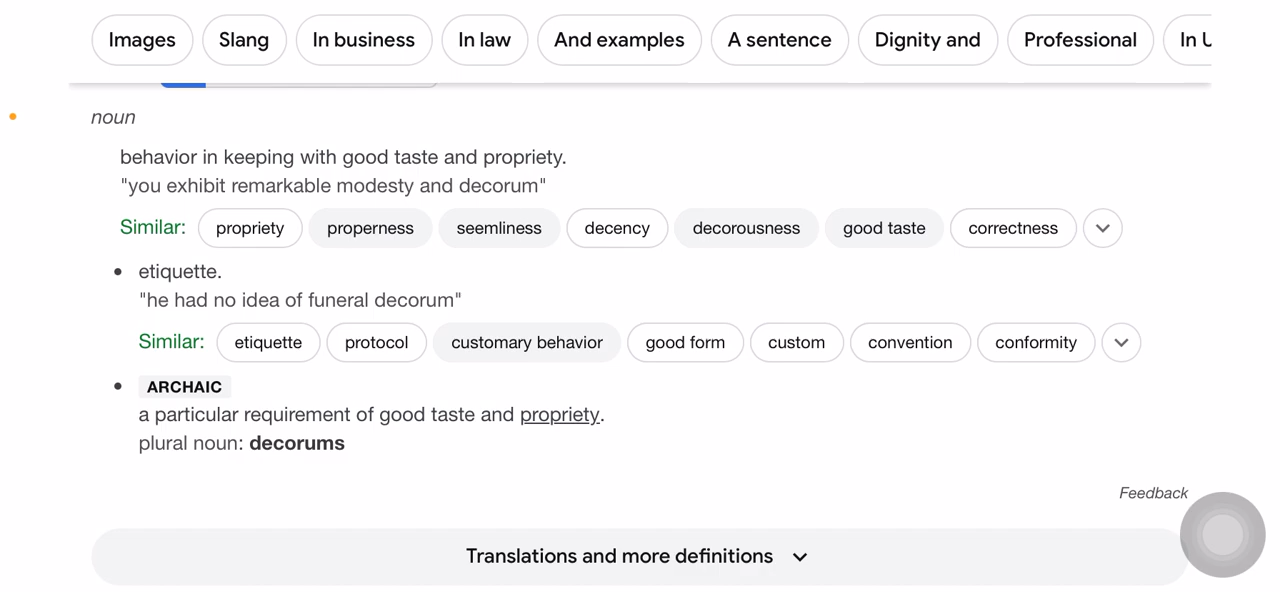 Images Slang In business In law And examples A sentence Dignity and Professional In U
noun
behavior in keeping with good taste and propriety.
"you exhibit remarkable modesty and decorum"
Similar: propriety properness seemliness decency decorousness good taste correctness
• etiquette.
"he had no idea of funeral decorum"
Similar: etiquette protocol customary behavior good form custom convention conformity
• ARCHAIC
a particular requirement of good taste and propriety.
plural noun: decorums
Feedback
Translations and more definitions